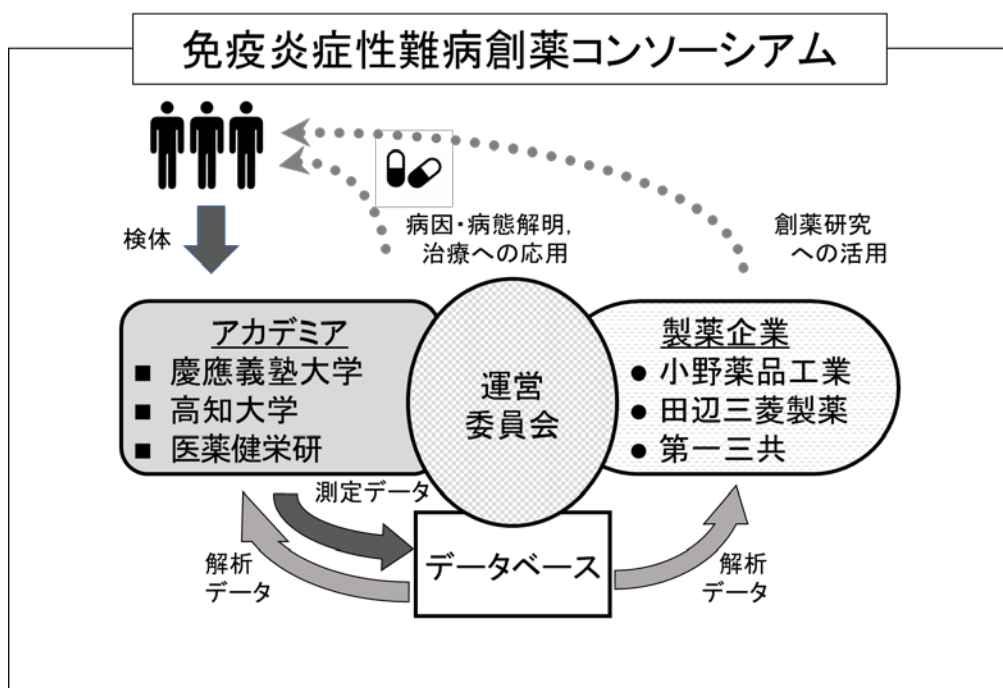 免疫炎症性難病創薬コンソーシアム
検体
病因・病態解明,
治療への応用
創薬研究
への活用
アカデミア
■ 慶應義塾大学
■ 高知大学
■ 医薬健栄研
運営
委員会
製薬企業
● 小野薬品工業
● 田辺三菱製薬
● 第一三共
測定データ
解析
データ
データベース
解析
データ